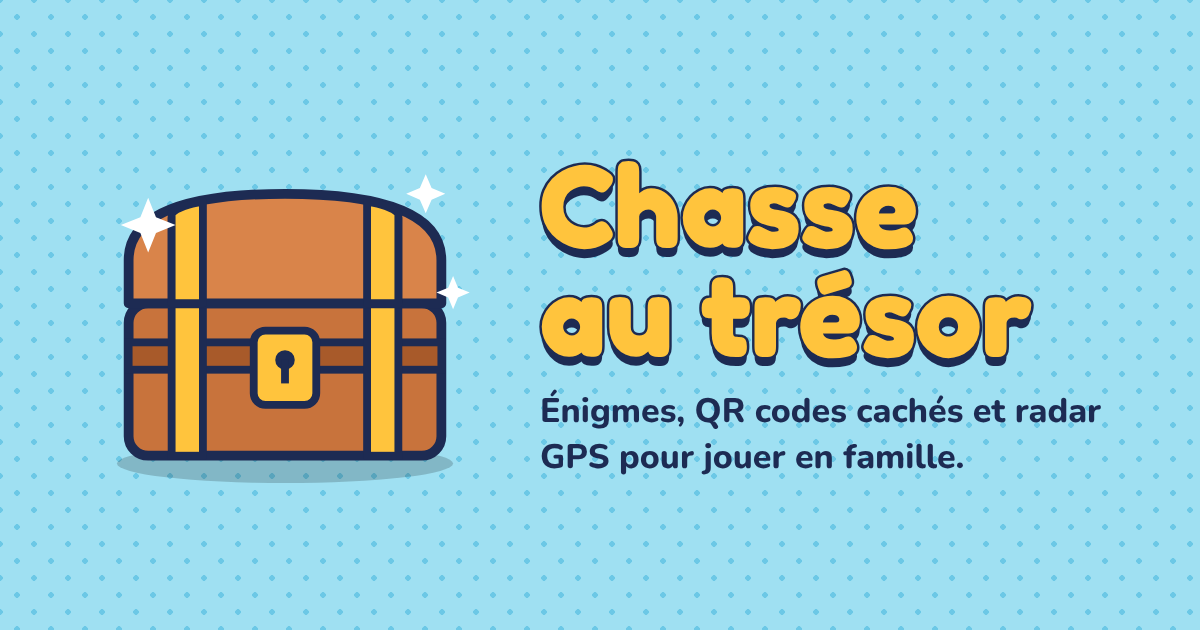 Chasse
au trésor
Énigmes, QR codes cachés et radar
GPS pour jouer en famille.